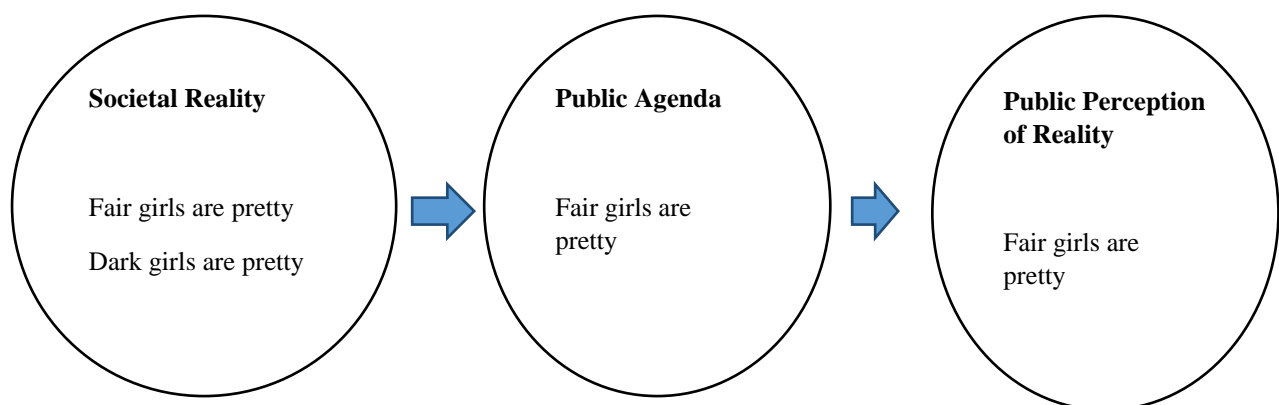 Societal Reality
Fair girls are pretty
Dark girls are pretty
Public Agenda
Fair girls are
pretty
Public Perception
of Reality
Fair girls are
pretty